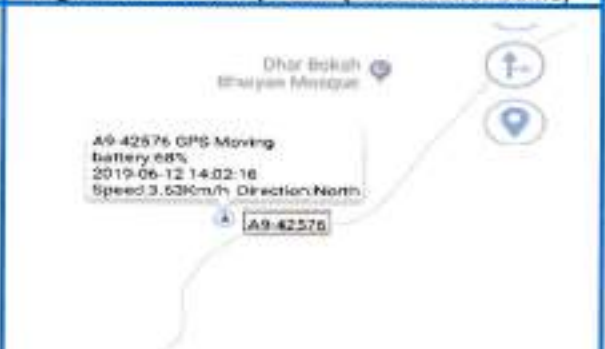 Dhar Boksh
Bhuiyan Mosque
A9-42576 GPS Moving
battery 68%
2019-06-12 14:02:16
Speed:3.63Km/h Direction:North
A9-42576